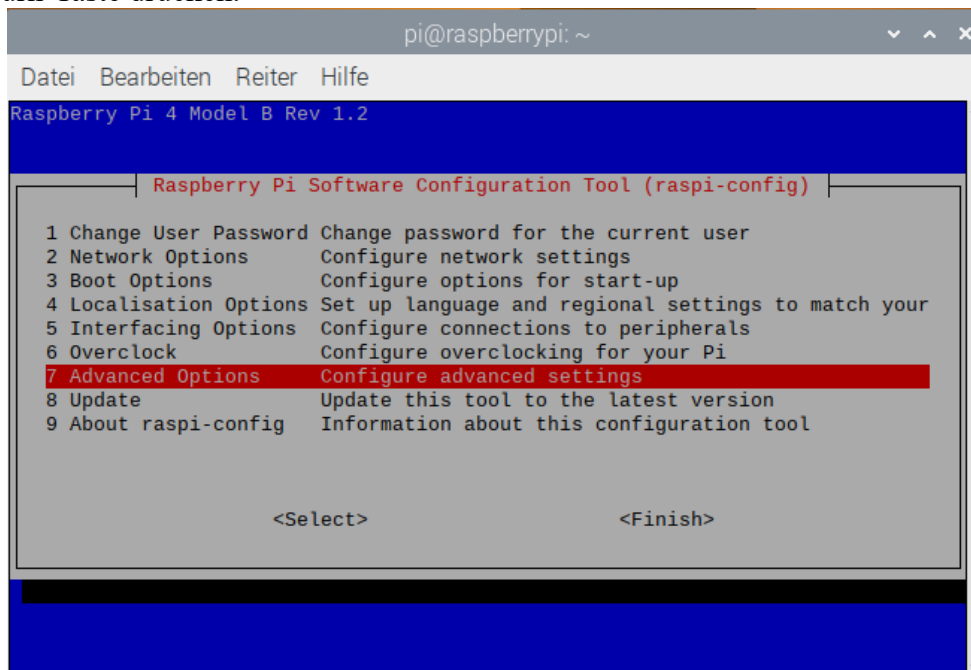 pi@raspberrypi: ~
Datei Bearbeiten Reiter Hilfe
Raspberry Pi 4 Model B Rev 1.2
Raspberry Pi Software Configuration Tool (raspi-config)
1 Change User Password Change password for the current user
2 Network Options Configure network settings
3 Boot Options Configure options for start-up
4 Localisation Options Set up language and regional settings to match your
5 Interfacing Options Configure connections to peripherals
6 Overclock Configure overclocking for your Pi
7 Advanced Options Configure advanced settings
8 Update Update this tool to the latest version
9 About raspi-config Information about this configuration tool
<Select> <Finish>